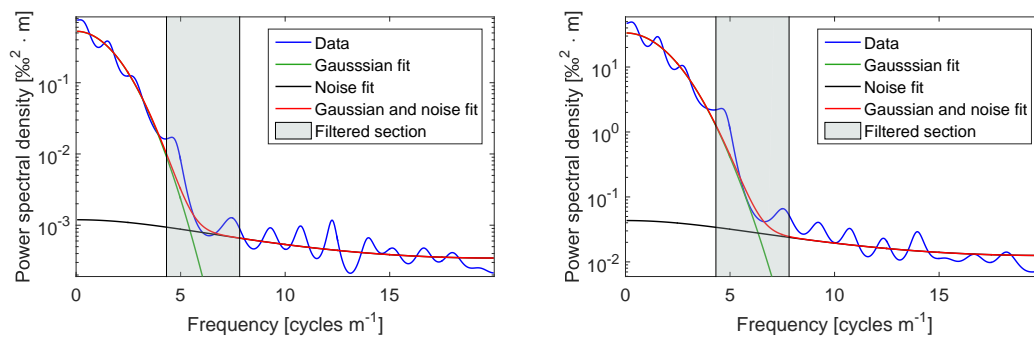 Power spectral density [‰² · m]
10⁻¹
10⁻²
10⁻³
0
5
10
15
Frequency [cycles m⁻¹]
Data
Gausssian fit
Noise fit
Gaussian and noise fit
Filtered section
Power spectral density [‰² · m]
10¹
10⁰
10⁻¹
10⁻²
0
5
10
15
Frequency [cycles m⁻¹]
Data
Gausssian fit
Noise fit
Gaussian and noise fit
Filtered section